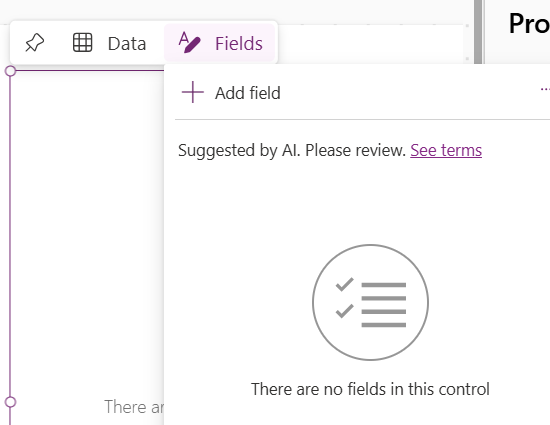 Pro
Data Fields
Add field
...
Suggested by AI. Please review. See terms
There are no fields in this control
There ar